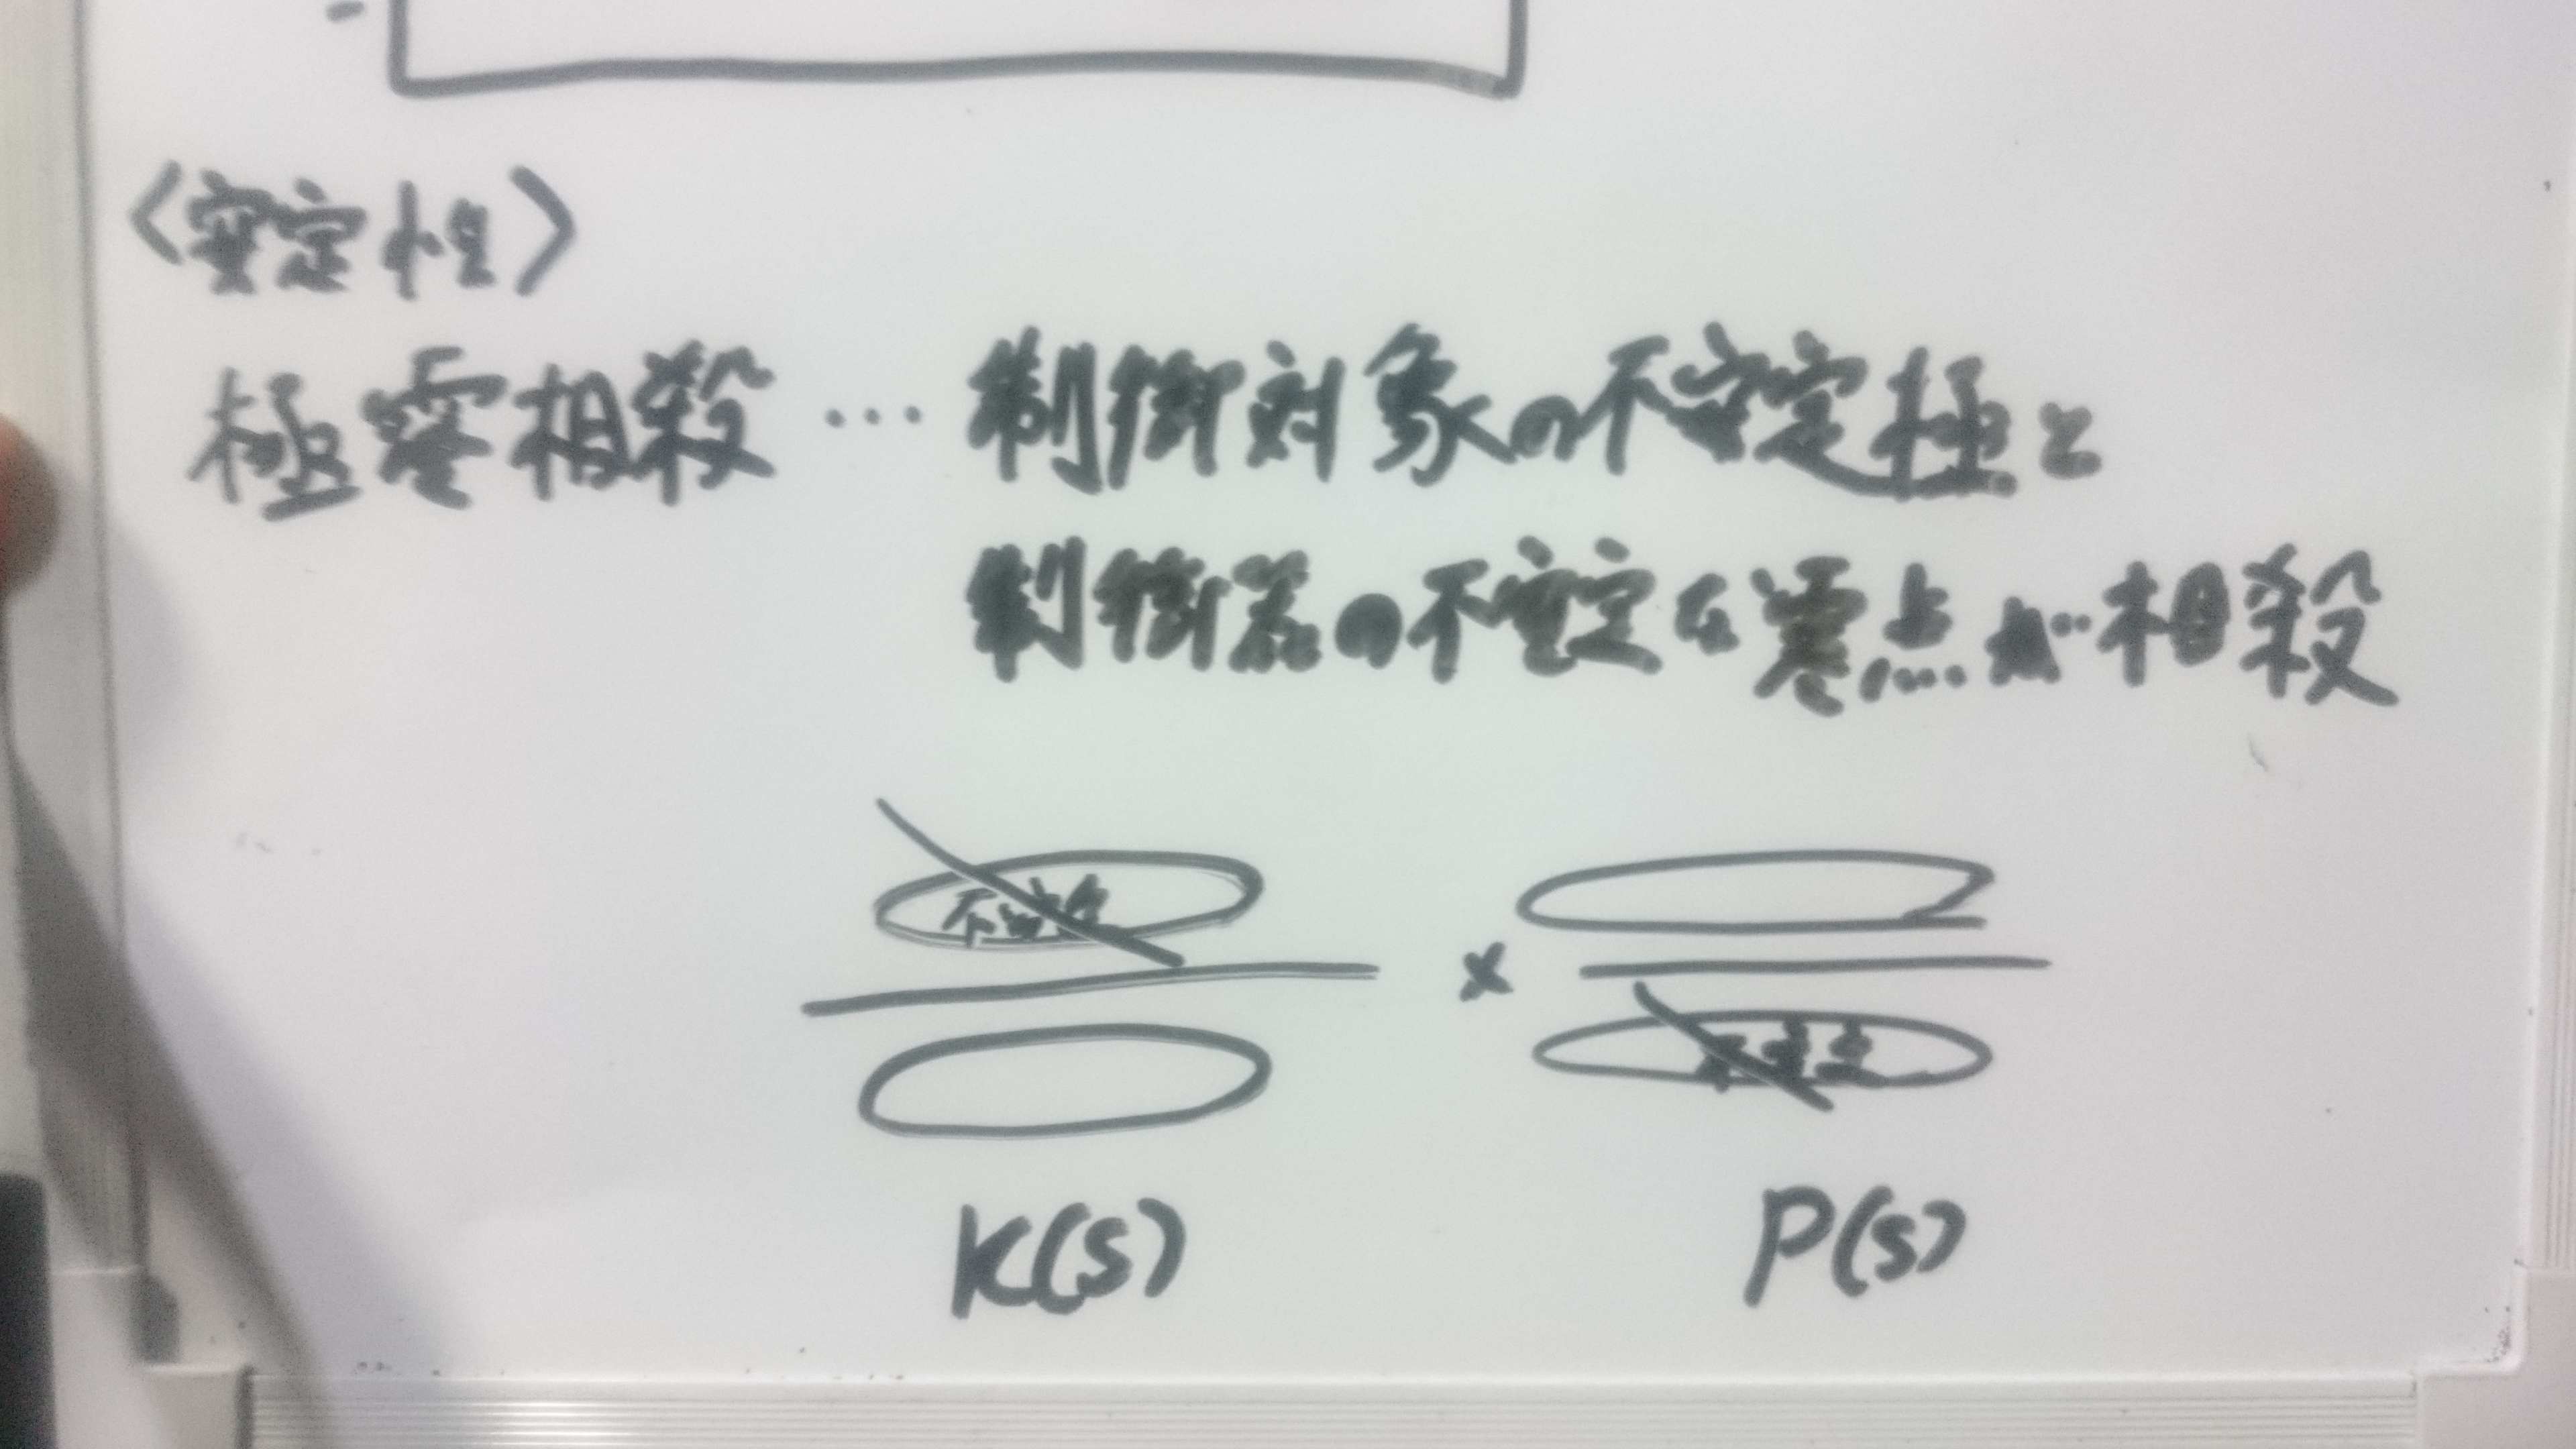 〈安定性〉
極零相殺 … 制御対象の不安定極と
制御器の不安定な零点が相殺
不安定
×
不安定
K(s)
P(s)